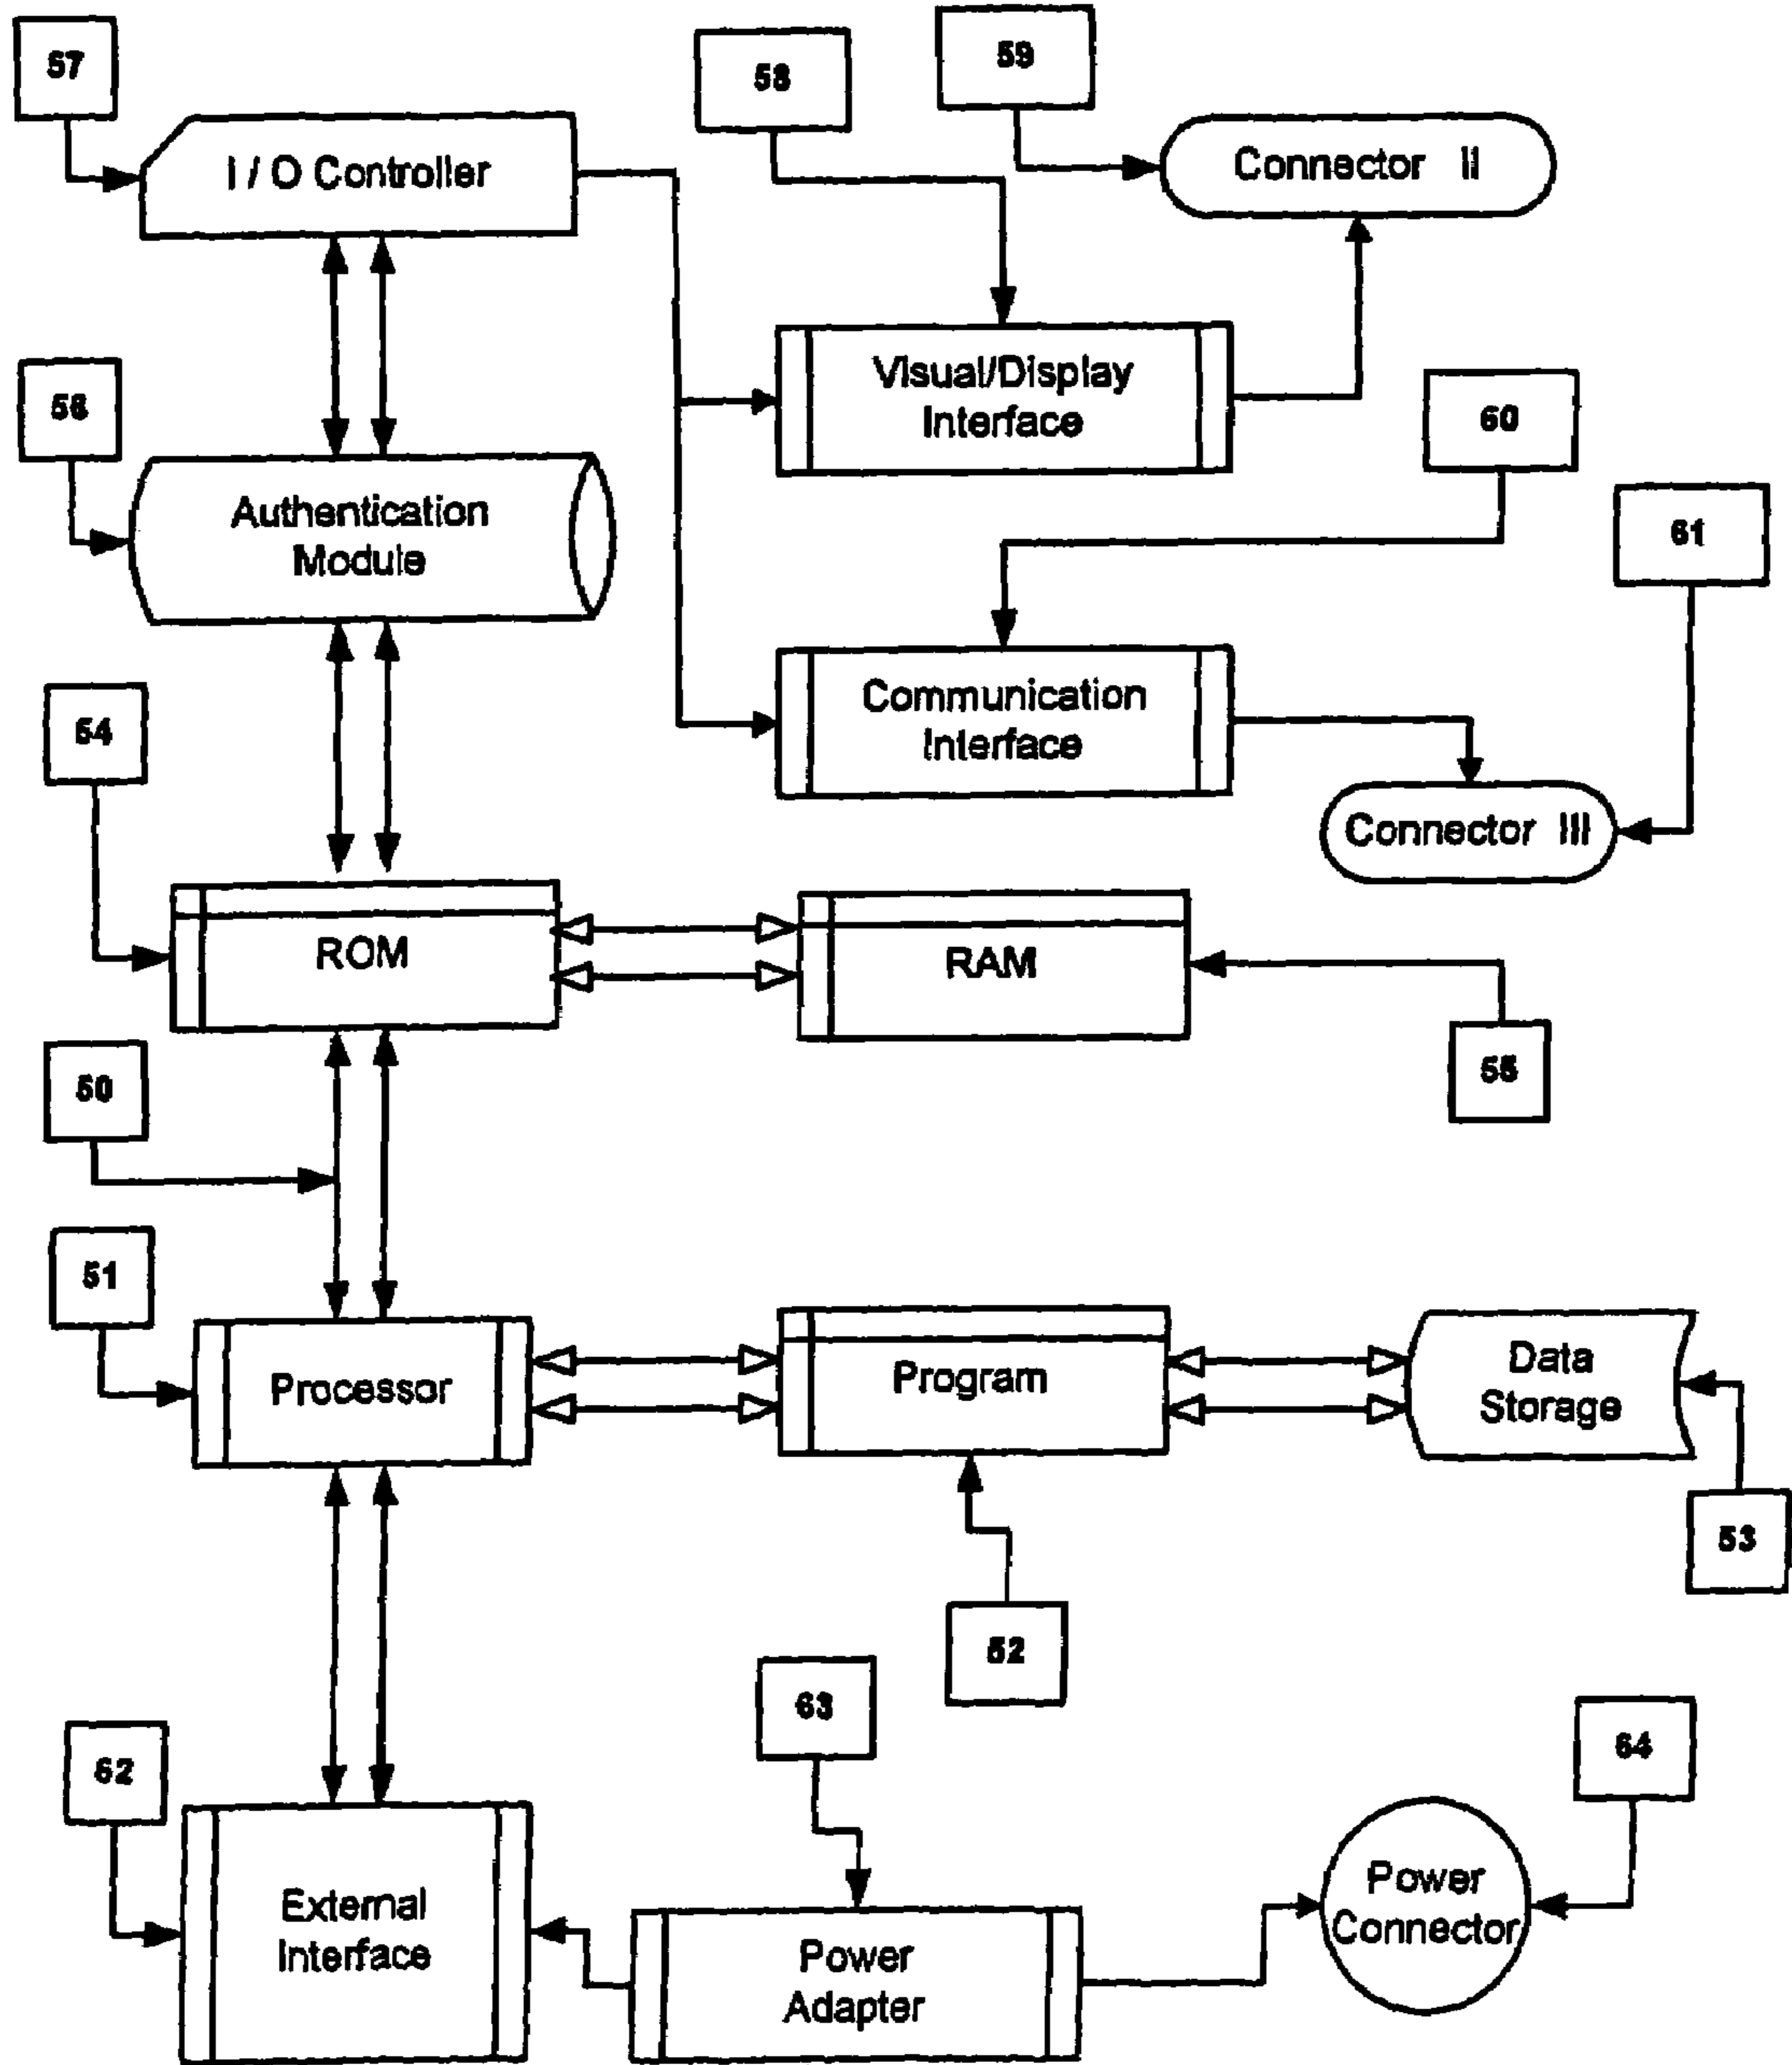 57
58
59
I / O Controller
Connector II
Visual/Display
Interface
56
60
Authentication
Module
61
Communication
Interface
54
Connector III
ROM
RAM
50
55
51
Processor
Program
Data
Storage
53
52
63
62
64
External
Interface
Power
Adapter
Power
Connector